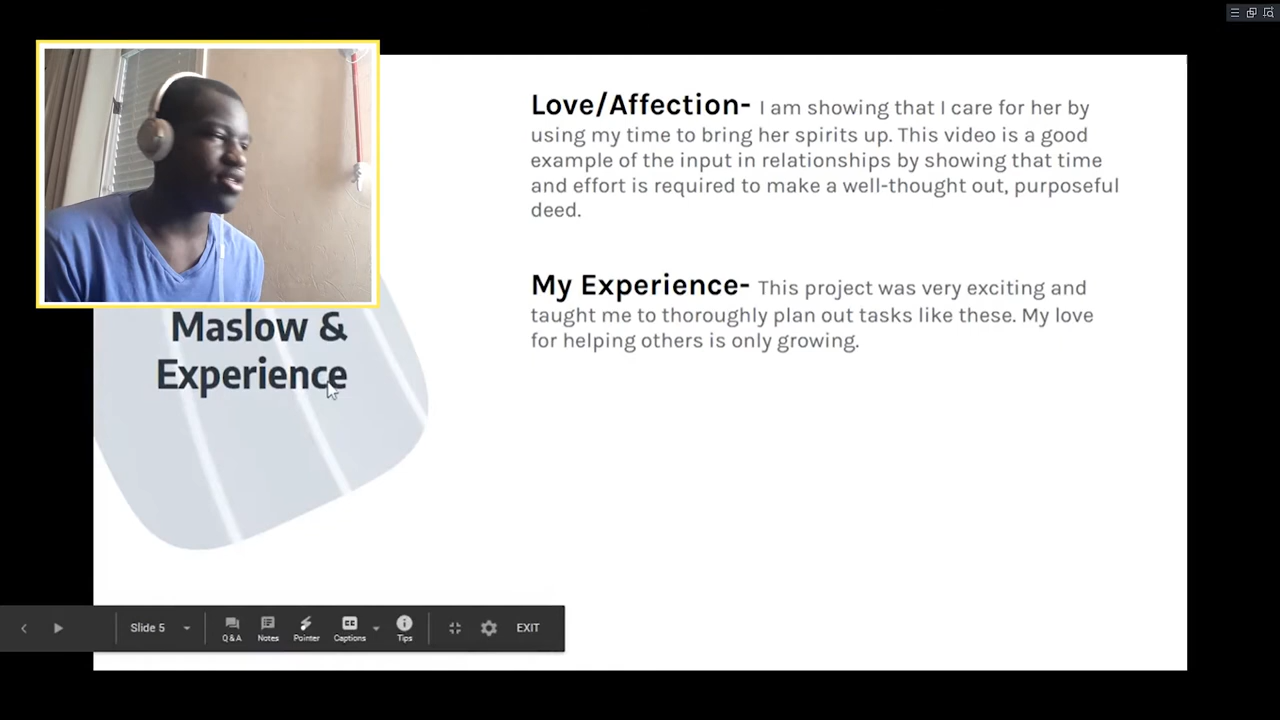 Love/Affection- I am showing that I care for her by
using my time to bring her spirits up. This video is a good
example of the input in relationships by showing that time
and effort is required to make a well-thought out, purposeful
deed.
My Experience- This project was very exciting and
taught me to thoroughly plan out tasks like these. My love
for helping others is only growing.
Maslow &
Experience
Slide 5
Q&A
Notes
Pointer
CC
Captions
Tips
EXIT